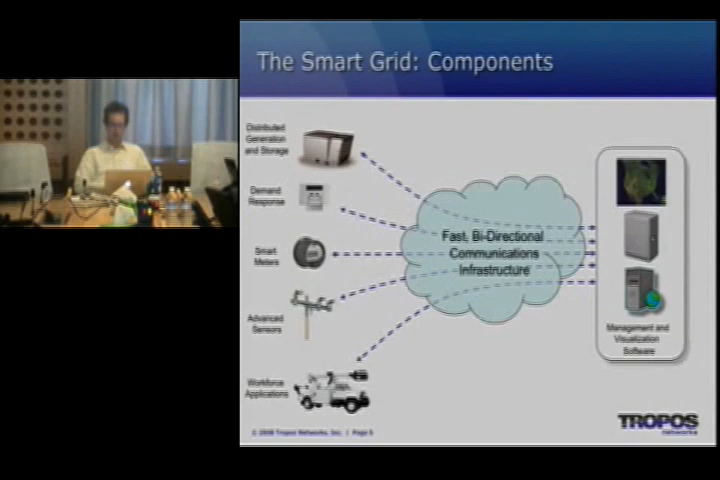 The Smart Grid: Components
Distributed
Generation
and Storage
Demand
Response
Smart
Meters
Advanced
Sensors
Workforce
Applications
Fast, Bi-Directional
Communications
Infrastructure
Management and
Visualization
Software
© 2008 Tropos Networks, Inc. | Page 5
TROPOS
networks